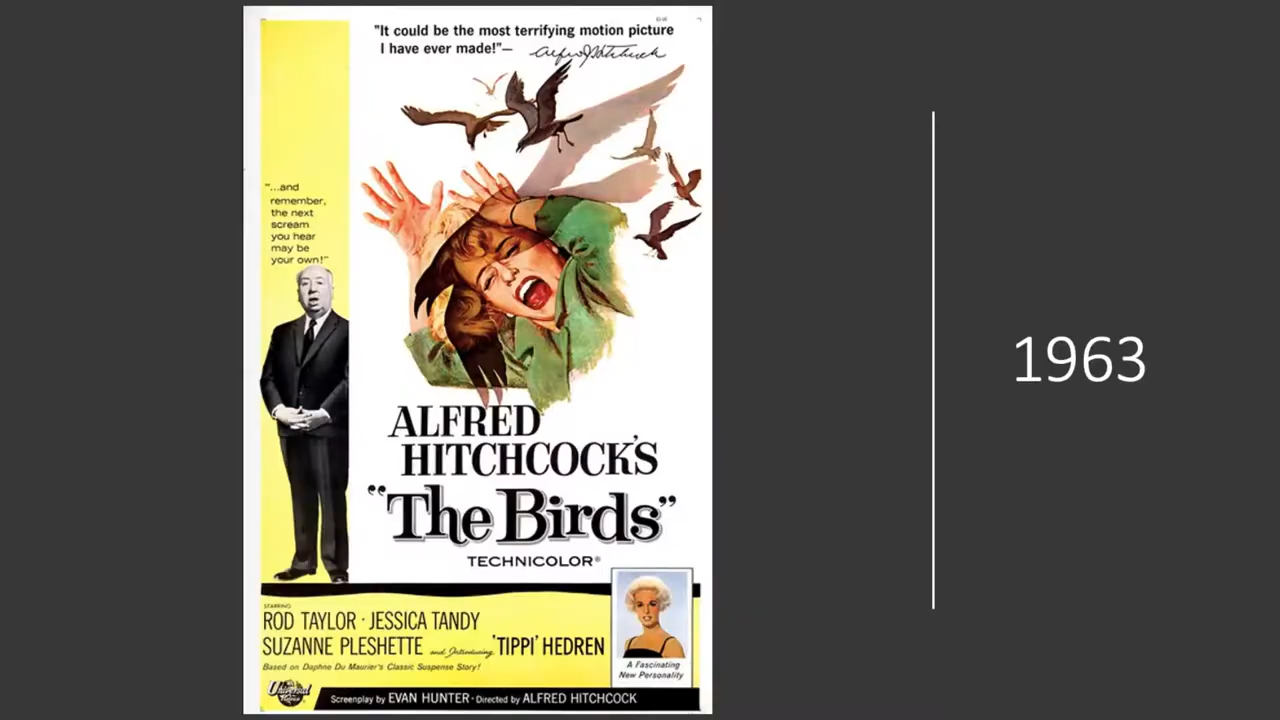 "It could be the most terrifying motion picture
I have ever made!"— Alfred J Hitchcock
"...and
remember,
the next
scream
you hear
may be
your own!"
ALFRED
HITCHCOCK'S
"The Birds"
TECHNICOLOR®
STARRING
ROD TAYLOR · JESSICA TANDY
SUZANNE PLESHETTE and Introducing 'TIPPI' HEDREN
Based on Daphne Du Maurier's Classic Suspense Story!
A Fascinating
New Personality
Universal
Screenplay by EVAN HUNTER · Directed by ALFRED HITCHCOCK
1963